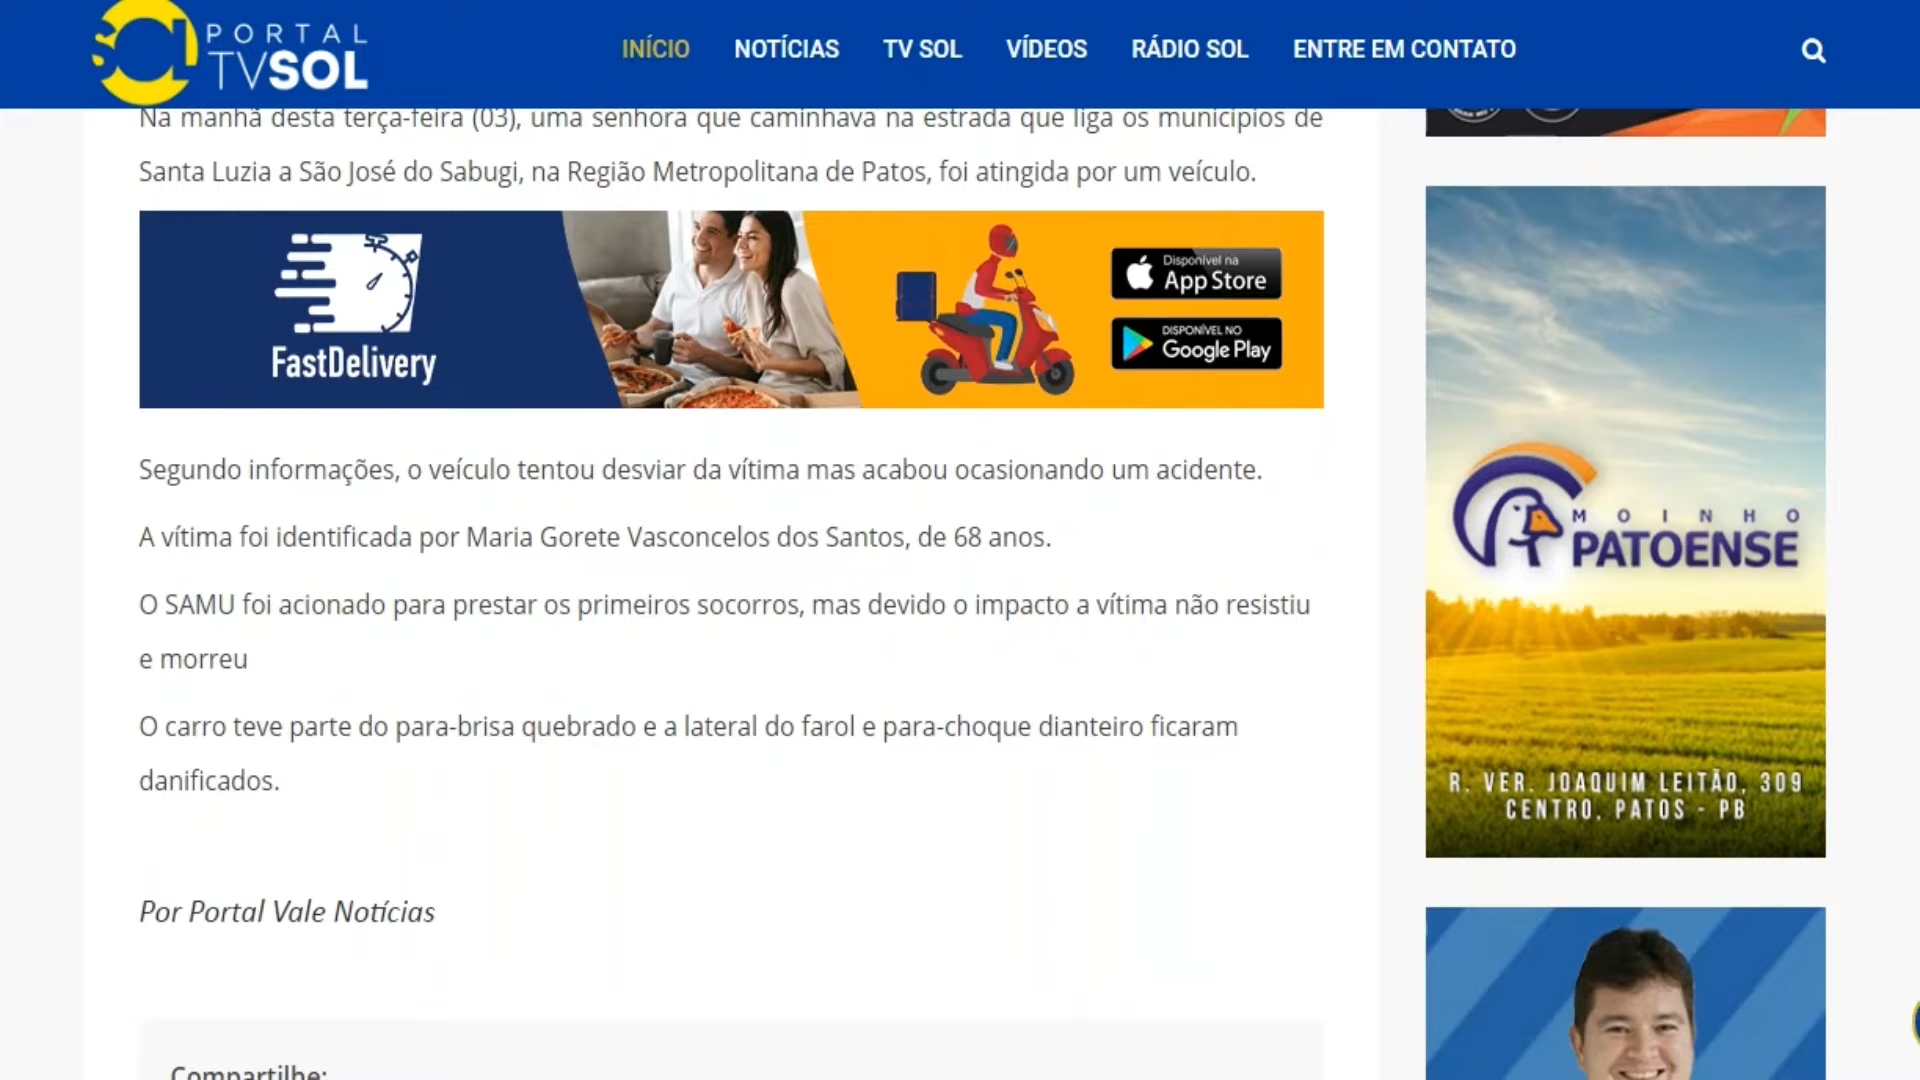 PORTAL
TVSOL
INÍCIO NOTÍCIAS TV SOL VÍDEOS RÁDIO SOL ENTRE EM CONTATO
Na manhã desta terça-feira (03), uma senhora que caminhava na estrada que liga os municípios de
Santa Luzia a São José do Sabugi, na Região Metropolitana de Patos, foi atingida por um veículo.
FastDelivery
Disponível na
App Store
DISPONÍVEL NO
Google Play
Segundo informações, o veículo tentou desviar da vítima mas acabou ocasionando um acidente.
A vítima foi identificada por Maria Gorete Vasconcelos dos Santos, de 68 anos.
O SAMU foi acionado para prestar os primeiros socorros, mas devido o impacto a vítima não resistiu
e morreu
O carro teve parte do para-brisa quebrado e a lateral do farol e para-choque dianteiro ficaram
danificados.
Por Portal Vale Notícias
Compartilhe:
MOINHO
PATOENSE
R. VER. JOAQUIM LEITÃO, 309
CENTRO, PATOS - PB